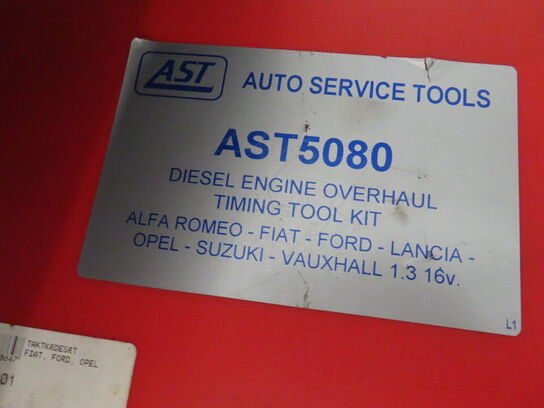 AST
AUTO SERVICE TOOLS
AST5080
DIESEL ENGINE OVERHAUL
TIMING TOOL KIT
ALFA ROMEO - FIAT - FORD - LANCIA -
OPEL - SUZUKI - VAUXHALL 1.3 16v.
L1
TAKTKÆDESÆT
FIAT, FORD, OPEL
01